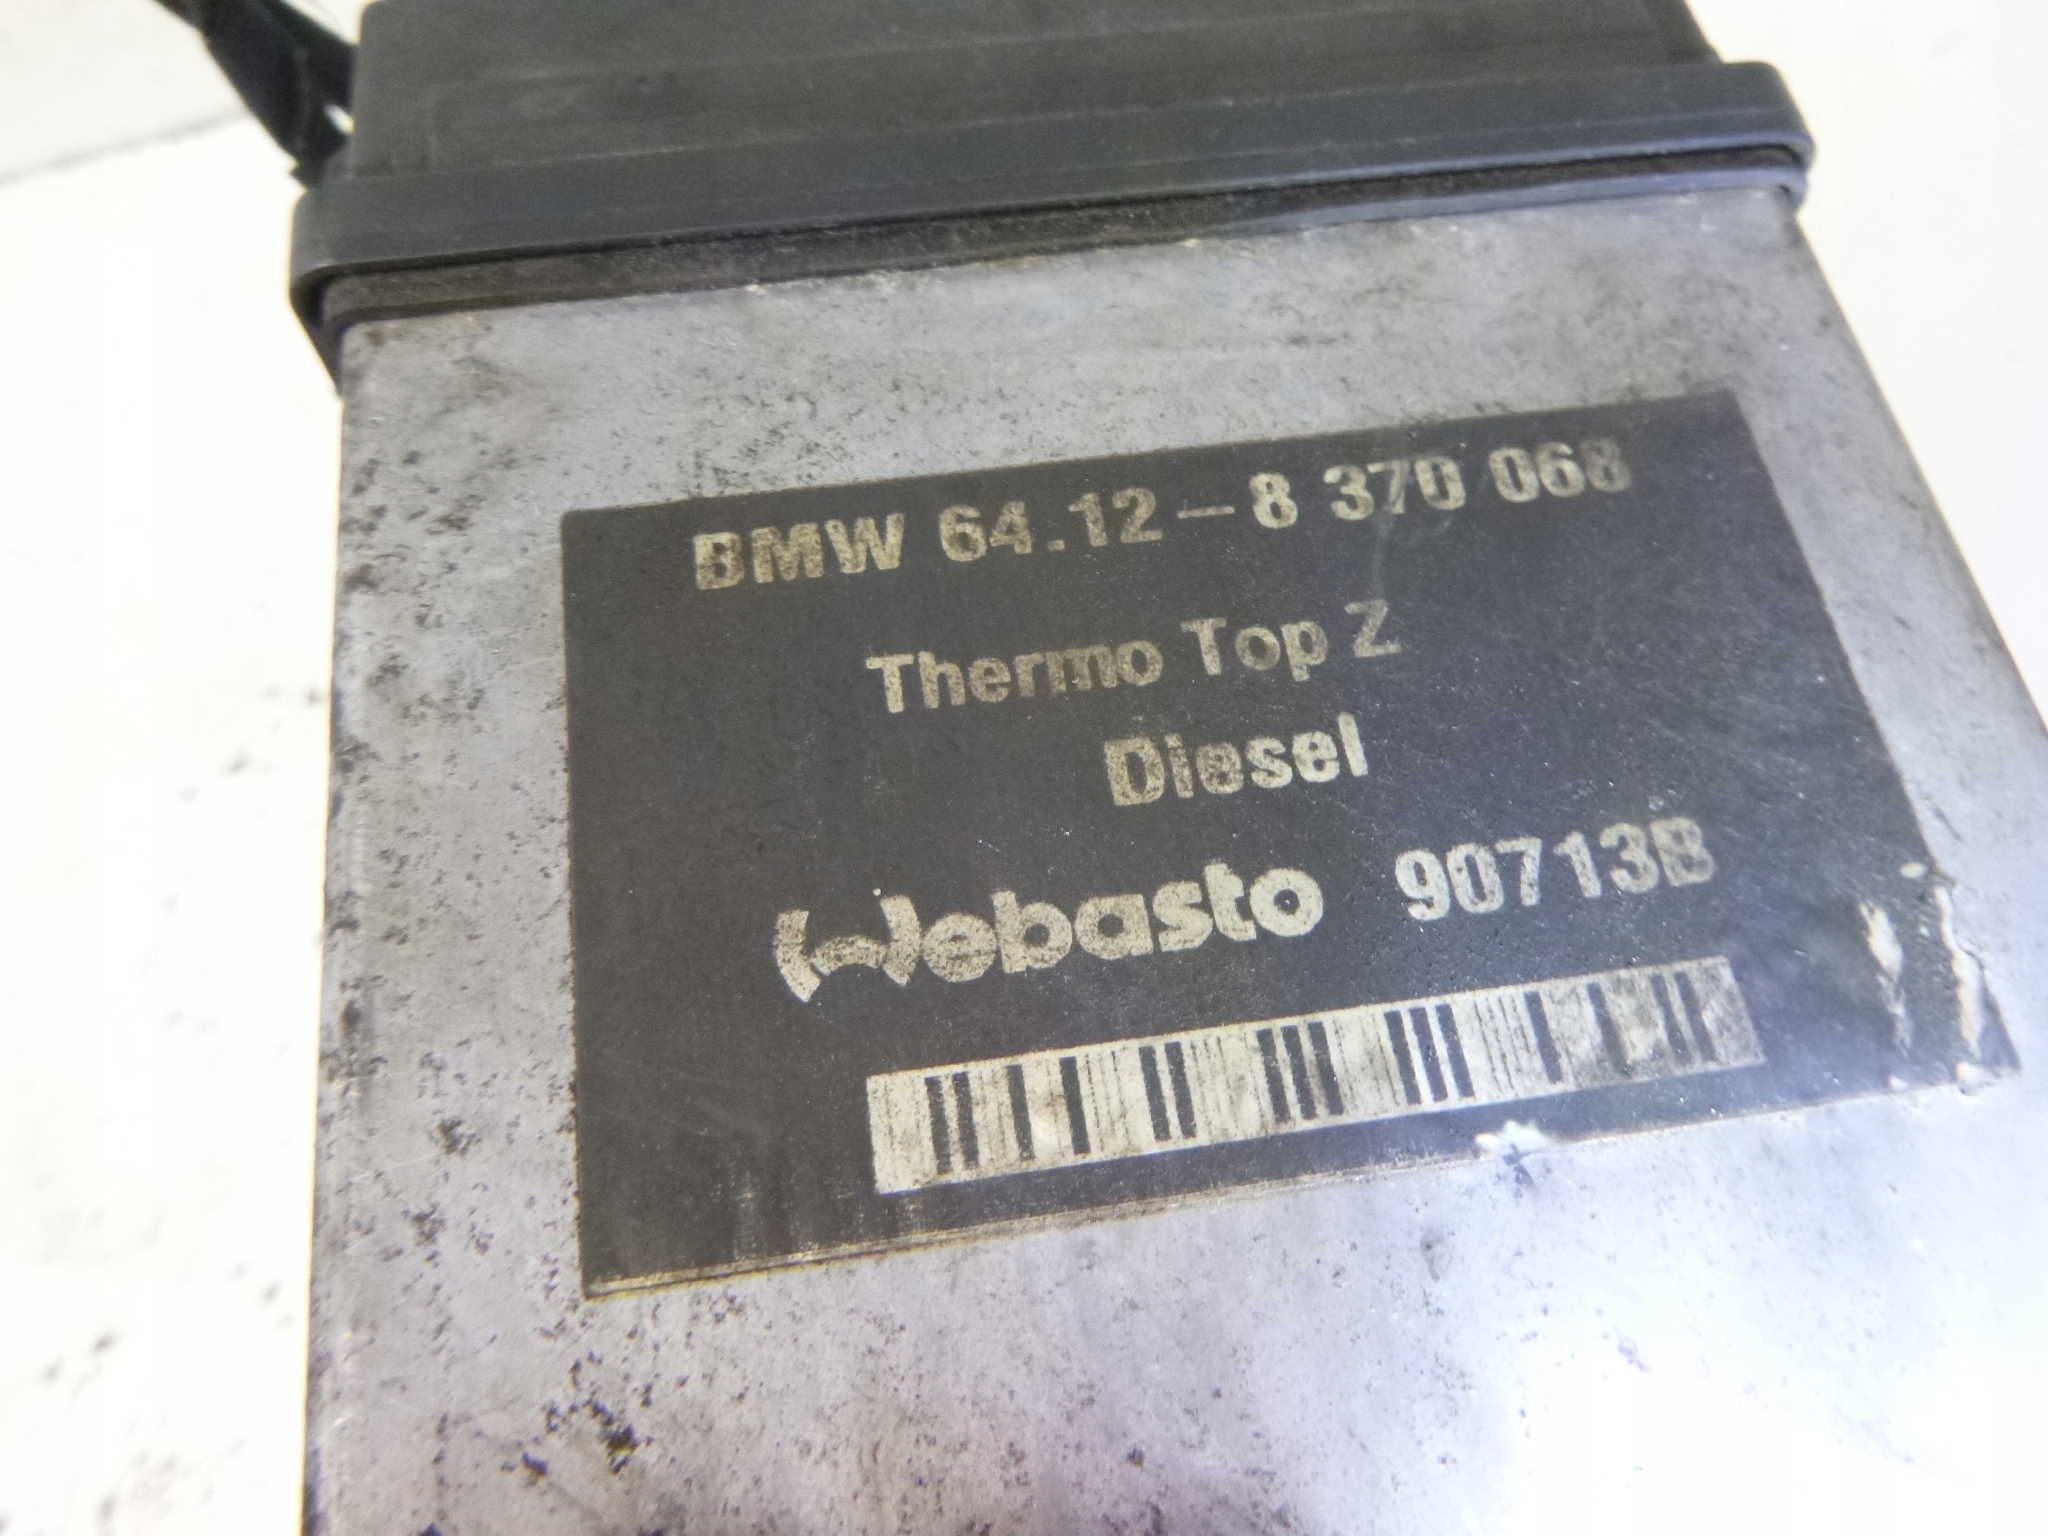 BMW 64.12-8 370 068
Thermo Top Z
Diesel
Webasto 90713B